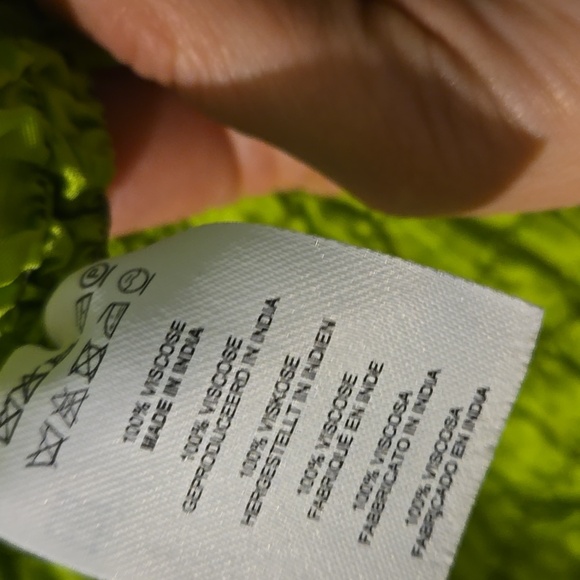 100% VISCOSE
MADE IN INDIA
100% VISCOSE
GEPRODUCEERD IN INDIA
100% VISKOSE
HERGESTELLT IN INDIEN
100% VISCOSE
FABRIQUÉ EN INDE
100% VISCOSA
FABBRICATO IN INDIA
100% VISCOSA
FABRIÇADO EN INDIA